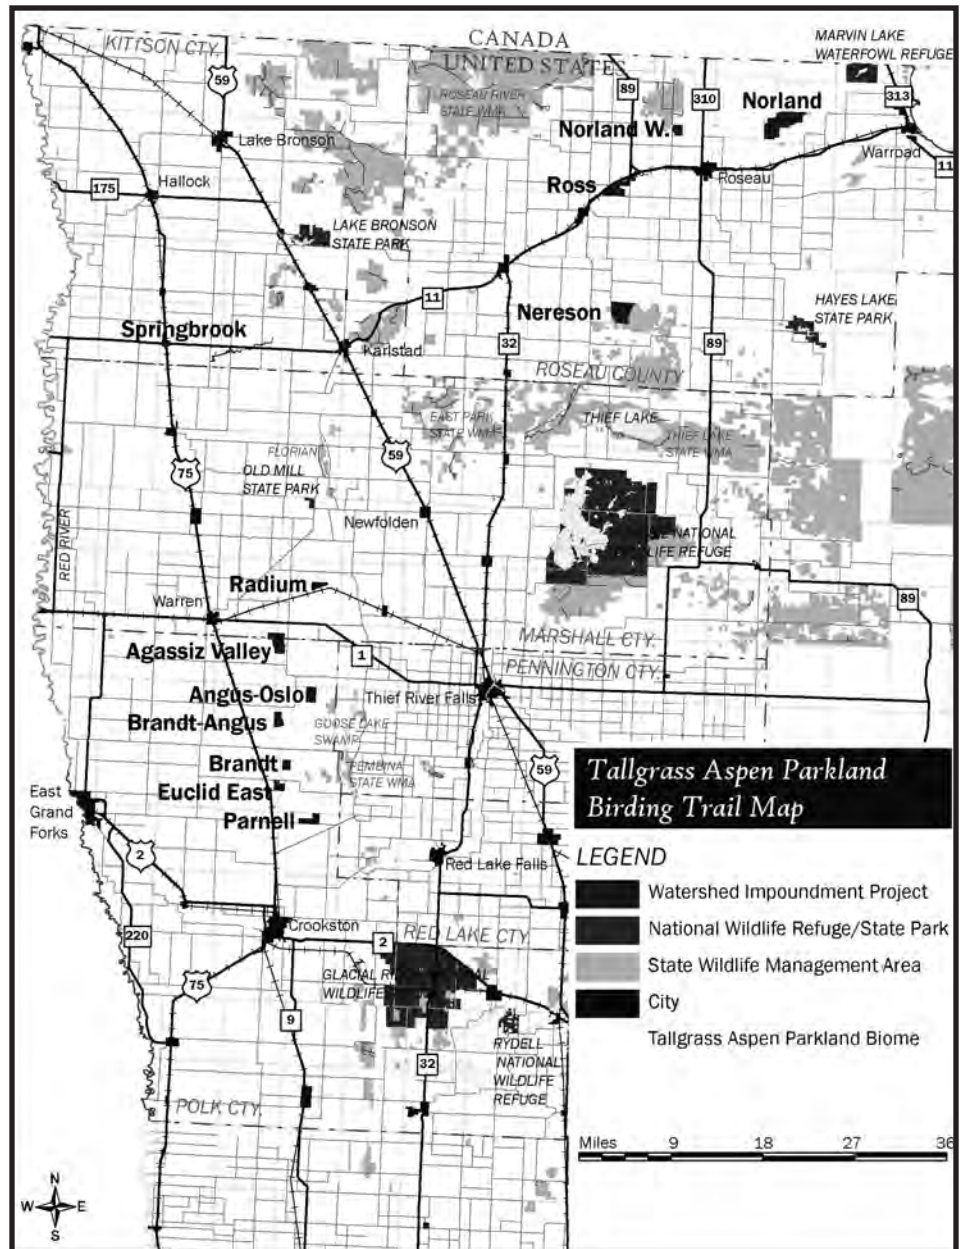 MARVIN LAKE
WATERFOWL REFUGE
CANADA
UNITED STATE
KITTSON CTY.
59
ROSEAU RIVER
STATE WMA
89
310
Norland
313
Norland W.
Lake Bronson
Warroad
11
175
Hallock
Ross
Roseau
LAKE BRONSON
STATE PARK
11
Nereson
HAYES LAKE
STATE PARK
Springbrook
32
89
Karlstad
ROSEAU COUNTY
EAST PARK
STATE WMA
THIEF LAKE
THIEF LAKE
STATE WMA
59
FLORIAN
OLD MILL
STATE PARK
75
Newfolden
RED RIVER
NATIONAL
LIFE REFUGE
Radium
Warren
89
MARSHALL CTY.
Agassiz Valley
1
PENNINGTON CTY.
Angus-Oslo
Thief River Falls
Brandt-Angus
GOOSE LAKE
SWAMP
Brandt
PEMBINA
STATE WMA
59
Euclid East
East
Grand
Forks
Parnell
2
Red Lake Falls
Tallgrass Aspen Parkland
Birding Trail Map
LEGEND
Watershed Impoundment Project
National Wildlife Refuge/State Park
State Wildlife Management Area
City
Tallgrass Aspen Parkland Biome
Crookston
220
2
RED LAKE CTY.
75
GLACIAL
WILDLIFE
9
RYDELL
NATIONAL
WILDLIFE
REFUGE
32
POLK CTY.
Miles 9 18 27 36
N
W E
S